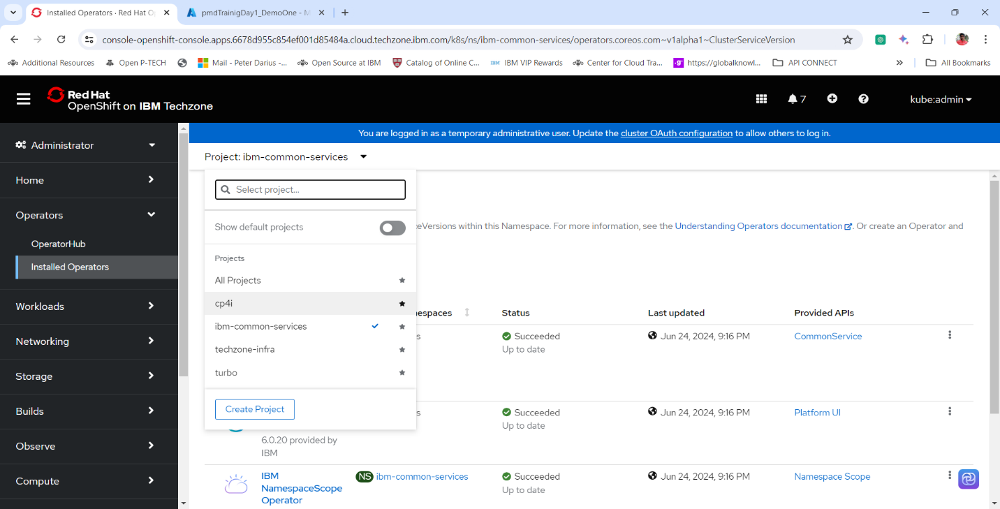 Installed Operators · Red Hat O
pmdTrainigDay1_DemoOne - M
console-openshift-console.apps.6678d955c854ef001d85484a.cloud.techzone.ibm.com/k8s/ns/ibm-common-services/operators.coreos.com~v1alpha1~ClusterServiceVersion
Additional Resources
Open P-TECH
Mail - Peter Darius -...
Open Source at IBM
Catalog of Online C...
IBM VIP Rewards
Center for Cloud Tra...
https://globalknowl...
API CONNECT
All Bookmarks
Red Hat
OpenShift on IBM Techzone
7
kube:admin
You are logged in as a temporary administrative user. Update the cluster OAuth configuration to allow others to log in.
Administrator
Home
Operators
OperatorHub
Installed Operators
Workloads
Networking
Storage
Builds
Observe
Compute
Project: ibm-common-services
Select project...
Show default projects
Projects
All Projects
cp4i
ibm-common-services
techzone-infra
turbo
Create Project
eVersions within this Namespace. For more information, see the Understanding Operators documentation. Or create an Operator and
espaces Status Last updated Provided APIs
s Succeeded Jun 24, 2024, 9:16 PM CommonService
Up to date
s Succeeded Jun 24, 2024, 9:16 PM Platform UI
Up to date
6.0.20 provided by
IBM
IBM NS ibm-common-services Succeeded Jun 24, 2024, 9:16 PM Namespace Scope
NamespaceScope Up to date
Operator